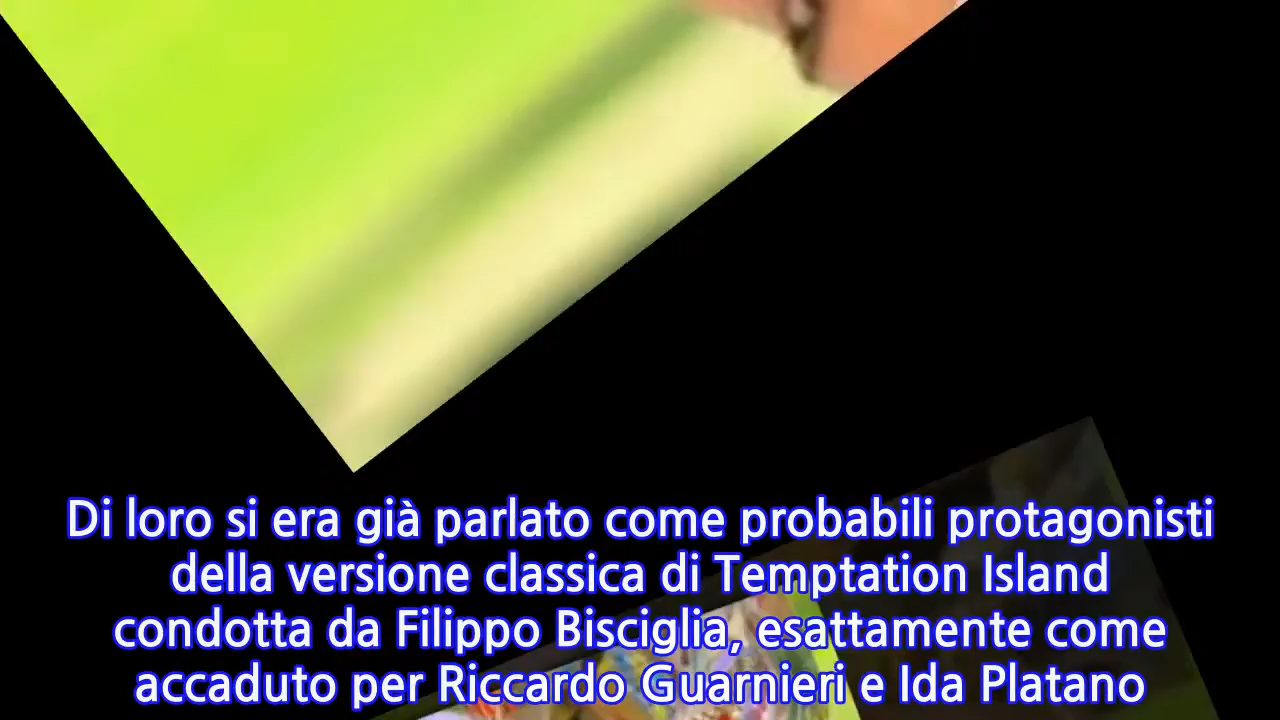 Di loro si era già parlato come probabili protagonisti
della versione classica di Temptation Island
condotta da Filippo Bisciglia, esattamente come
accaduto per Riccardo Guarnieri e Ida Platano